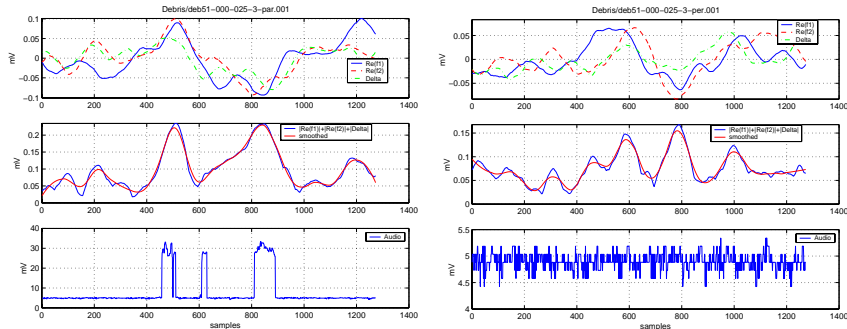 Debris/deb51-000-025-3-par.001
0.1
0.05
0
-0.05
-0.1
mV
Re(f1)
Re(f2)
Delta
0 200 400 600 800 1000 1200 1400
0.2
0.15
0.1
0.05
0
mV
|Re(f1)|+|Re(f2)|+|Delta|
smoothed
0 200 400 600 800 1000 1200 1400
40
30
20
10
0
mV
Audio
0 200 400 600 800 1000 1200 1400
samples
Debris/deb51-000-025-3-per.001
0.05
0
-0.05
mV
Re(f1)
Re(f2)
Delta
0 200 400 600 800 1000 1200 1400
0.15
0.1
0.05
0
mV
|Re(f1)|+|Re(f2)|+|Delta|
smoothed
0 200 400 600 800 1000 1200 1400
5.5
5
4.5
4
mV
Audio
0 200 400 600 800 1000 1200 1400
samples